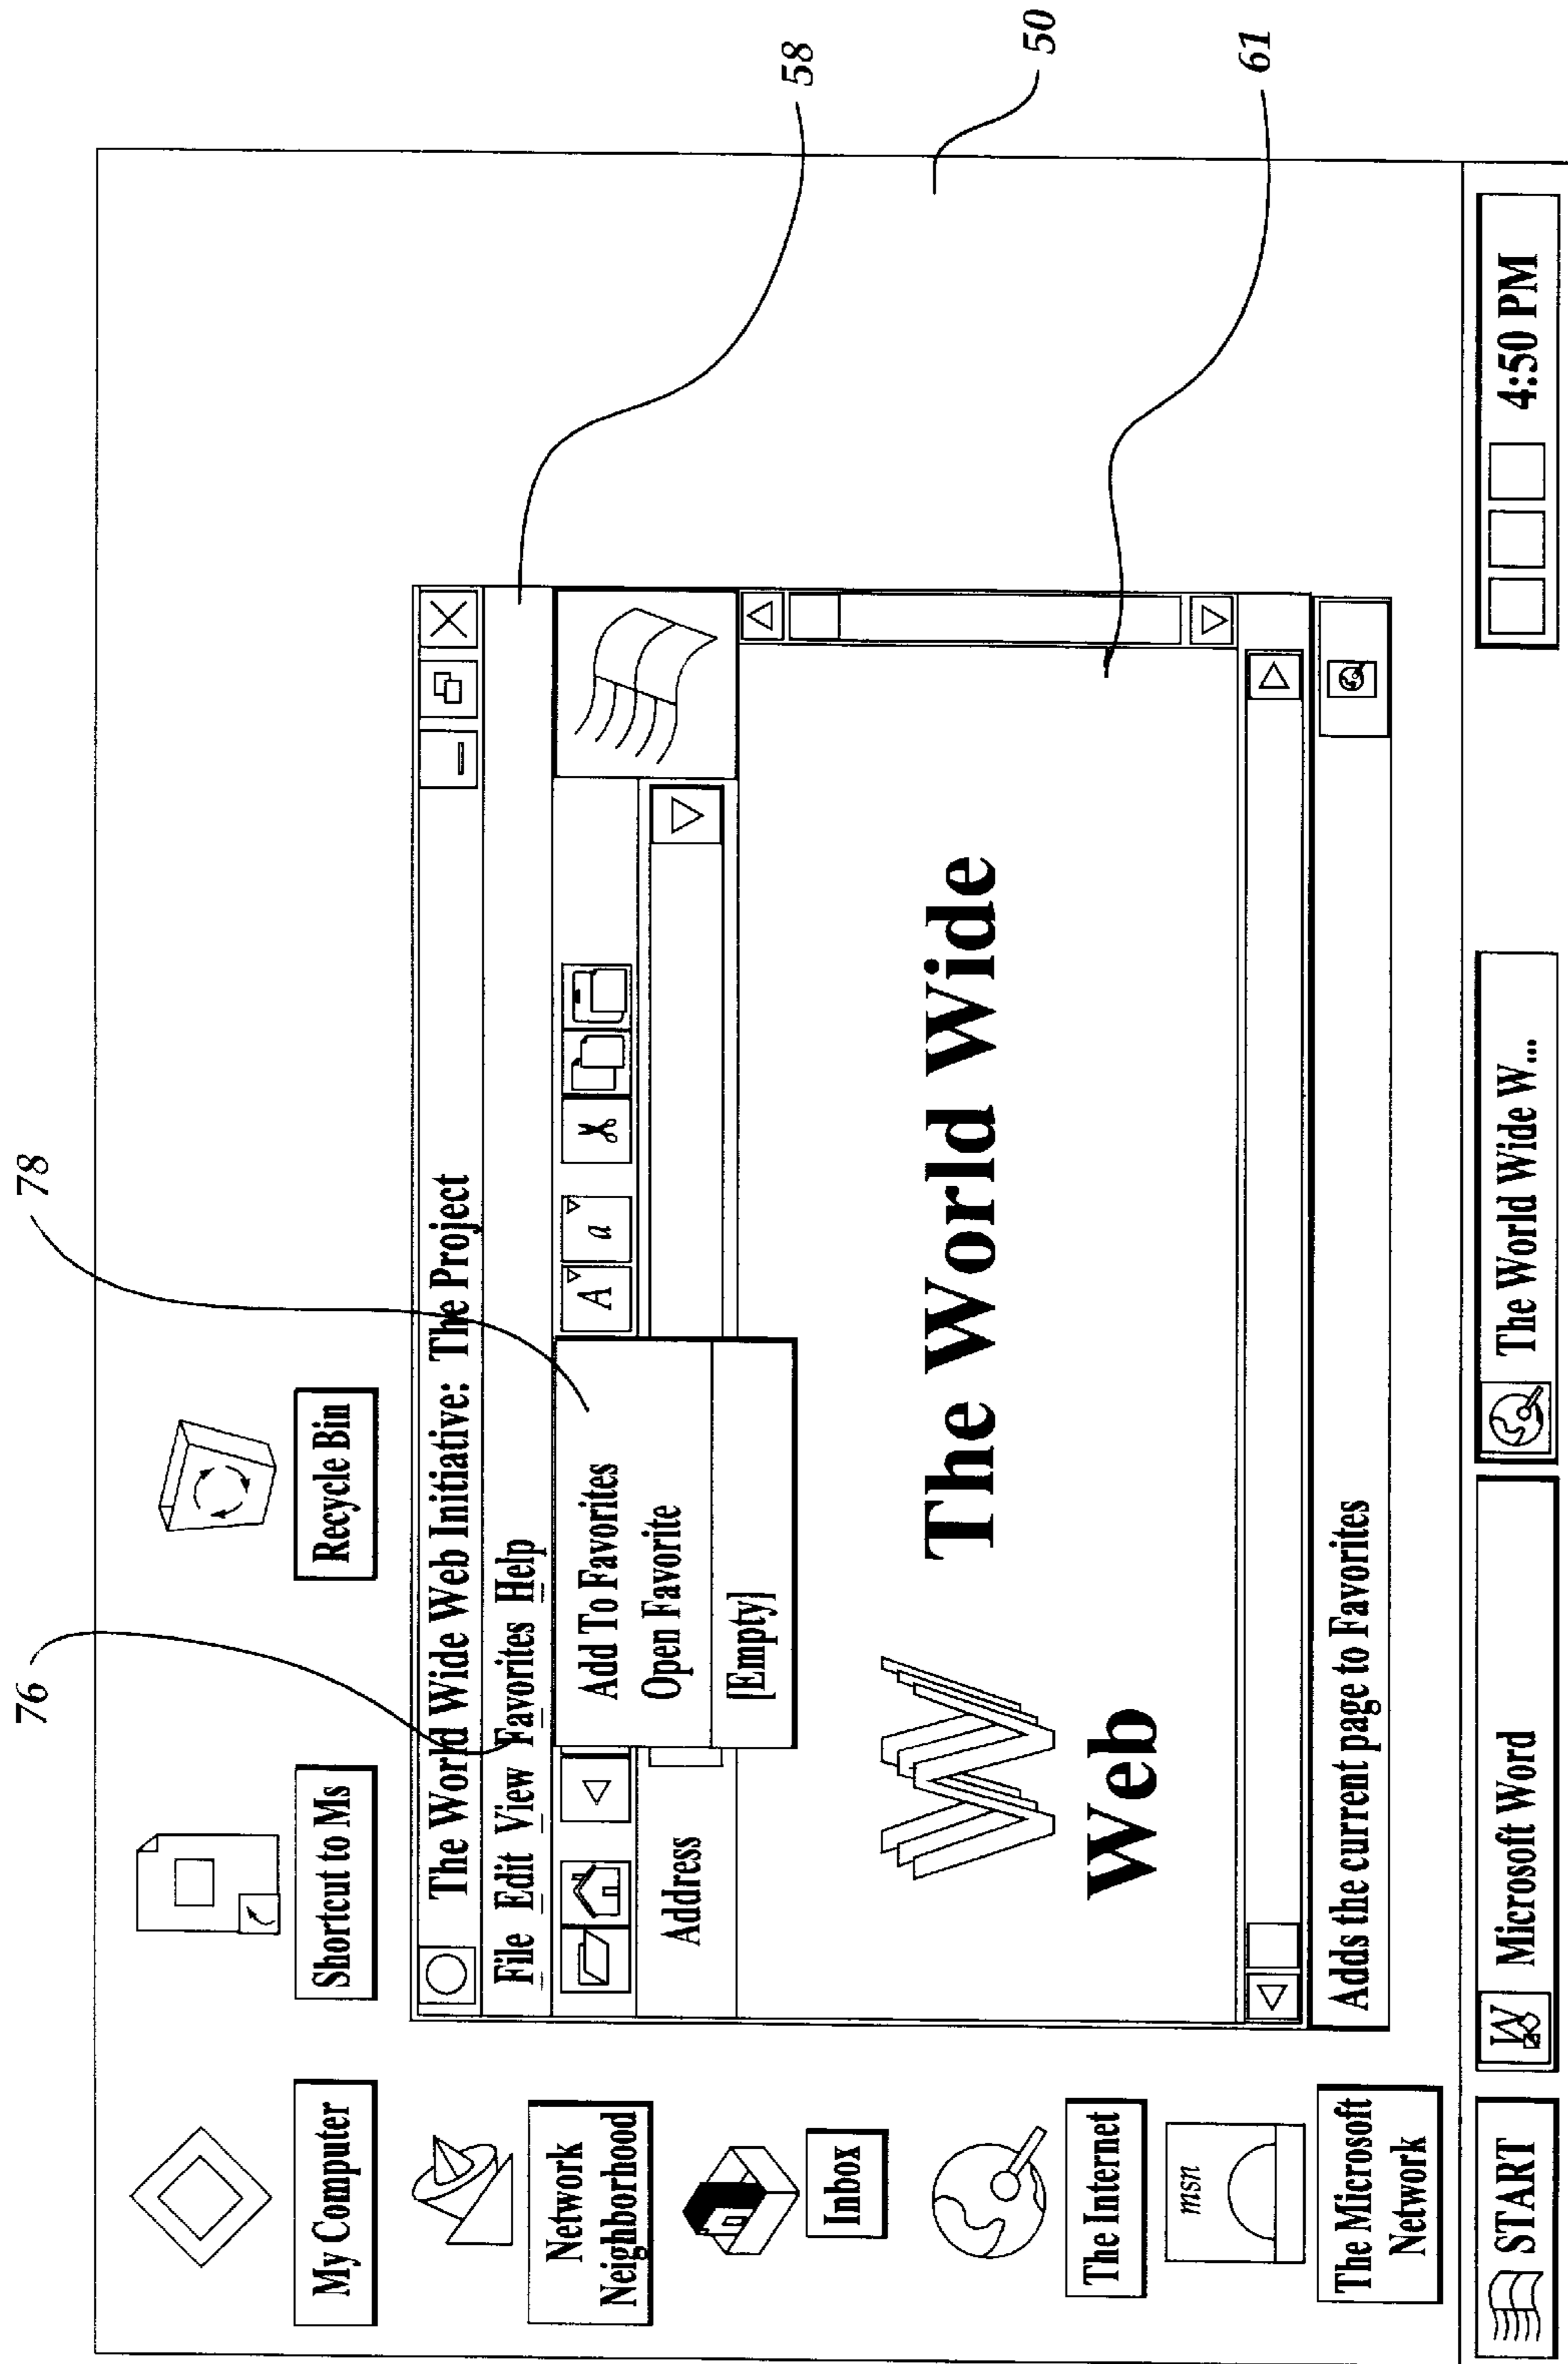 76
78
58
50
61
My Computer
Shortcut to Ms
Recycle Bin
Network
Neighborhood
Inbox
The Internet
msn
The Microsoft
Network
The World Wide Web Initiative: The Project
File Edit View Favorites Help
A a
Add To Favorites
Open Favorite
[Empty]
Address
The World Wide
Web
Adds the current page to Favorites
START
W Microsoft Word
The World Wide W...
4:50 PM